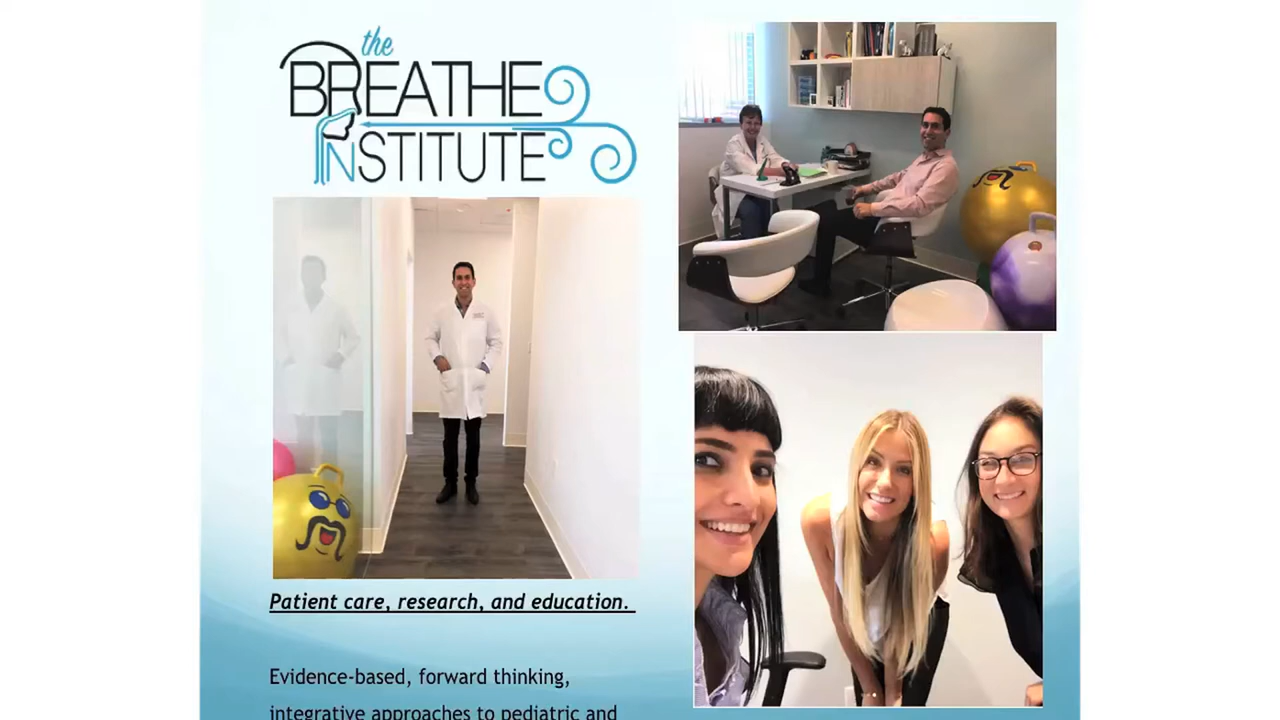 the
BREATHE
INSTITUTE
Patient care, research, and education.
Evidence-based, forward thinking,
integrative approaches to pediatric and